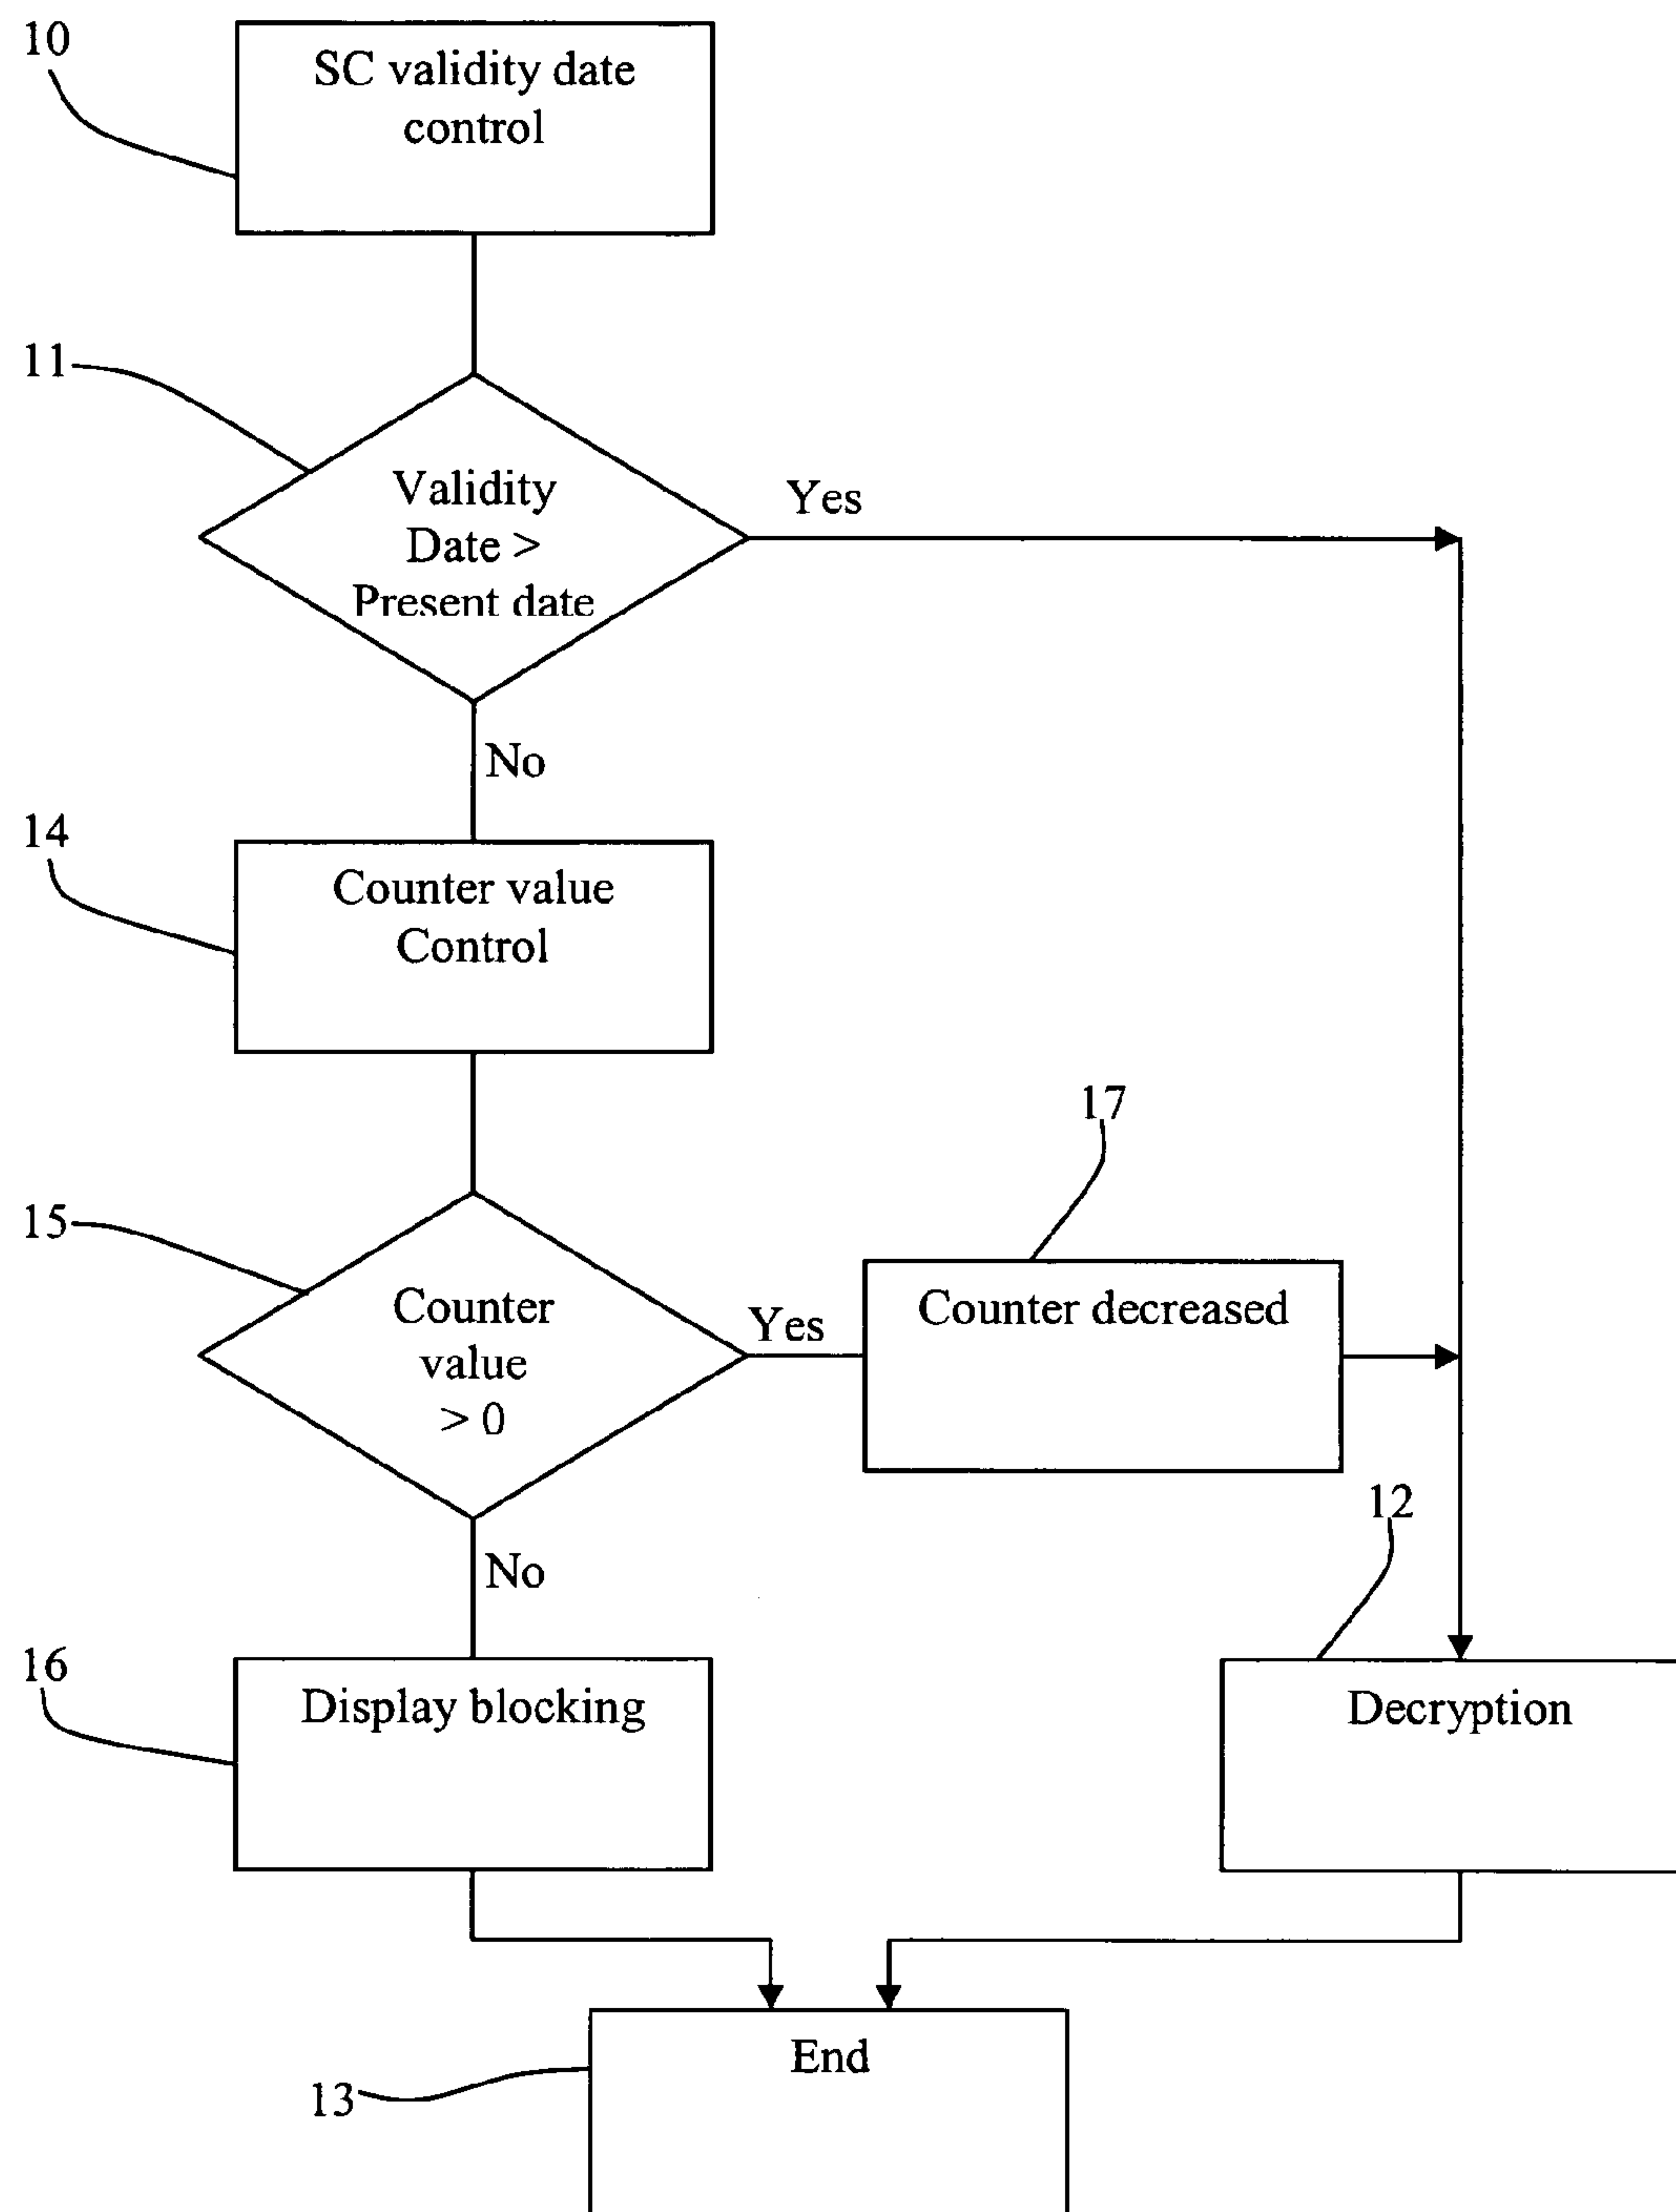 10
SC validity date
control
11
Validity
Date >
Present date
Yes
No
14
Counter value
Control
17
15
Counter
value
> 0
Yes
Counter decreased
No
12
16
Display blocking
Decryption
End
13